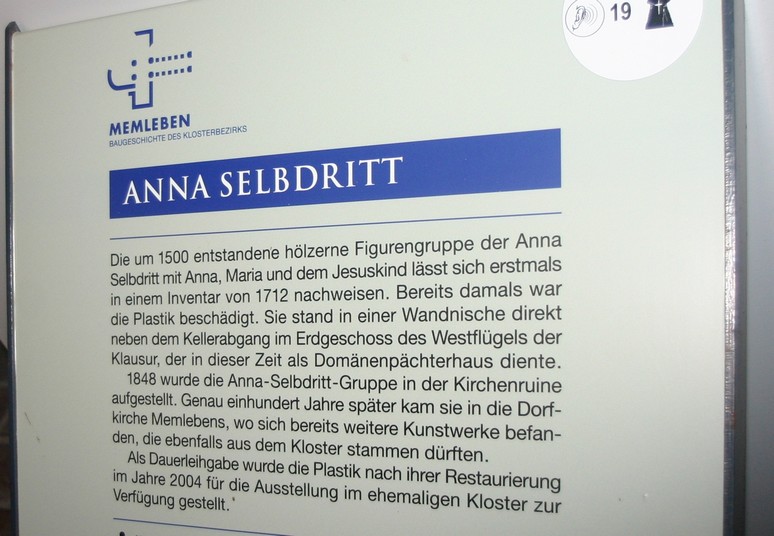 19
MEMLEBEN
BAUGESCHICHTE DES KLOSTERBEZIRKS
ANNA SELBDRITT
Die um 1500 entstandene hölzerne Figurengruppe der Anna
Selbdritt mit Anna, Maria und dem Jesuskind lässt sich erstmals
in einem Inventar von 1712 nachweisen. Bereits damals war
die Plastik beschädigt. Sie stand in einer Wandnische direkt
neben dem Kellerabgang im Erdgeschoss des Westflügels der
Klausur, der in dieser Zeit als Domänenpächterhaus diente.
1848 wurde die Anna-Selbdritt-Gruppe in der Kirchenruine
aufgestellt. Genau einhundert Jahre später kam sie in die Dorf-
kirche Memlebens, wo sich bereits weitere Kunstwerke befan-
den, die ebenfalls aus dem Kloster stammen dürften.
Als Dauerleihgabe wurde die Plastik nach ihrer Restaurierung
im Jahre 2004 für die Ausstellung im ehemaligen Kloster zur
Verfügung gestellt.